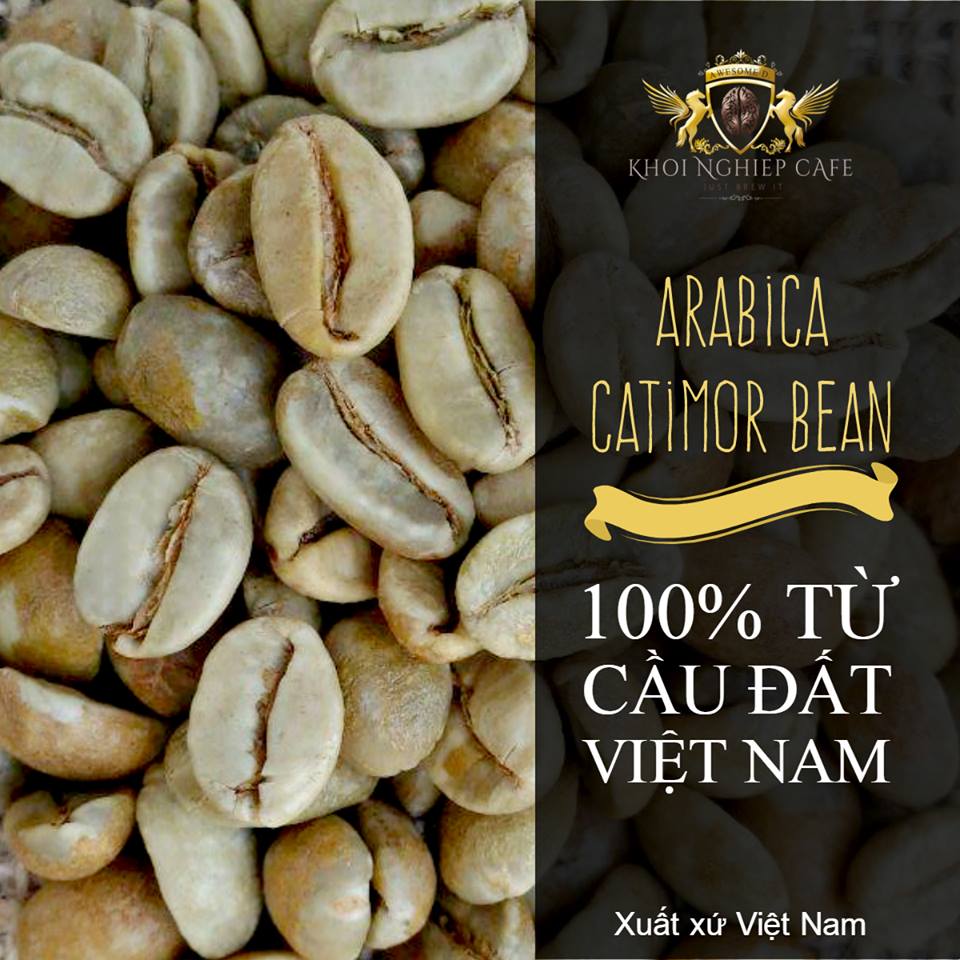 AWESOME'D
KHOI NGHIEP CAFE
JUST BREW IT
ARABiCA
CATiMOR BEAN
100% TỪ
CẦU ĐẤT
VIỆT NAM
Xuất xứ Việt Nam